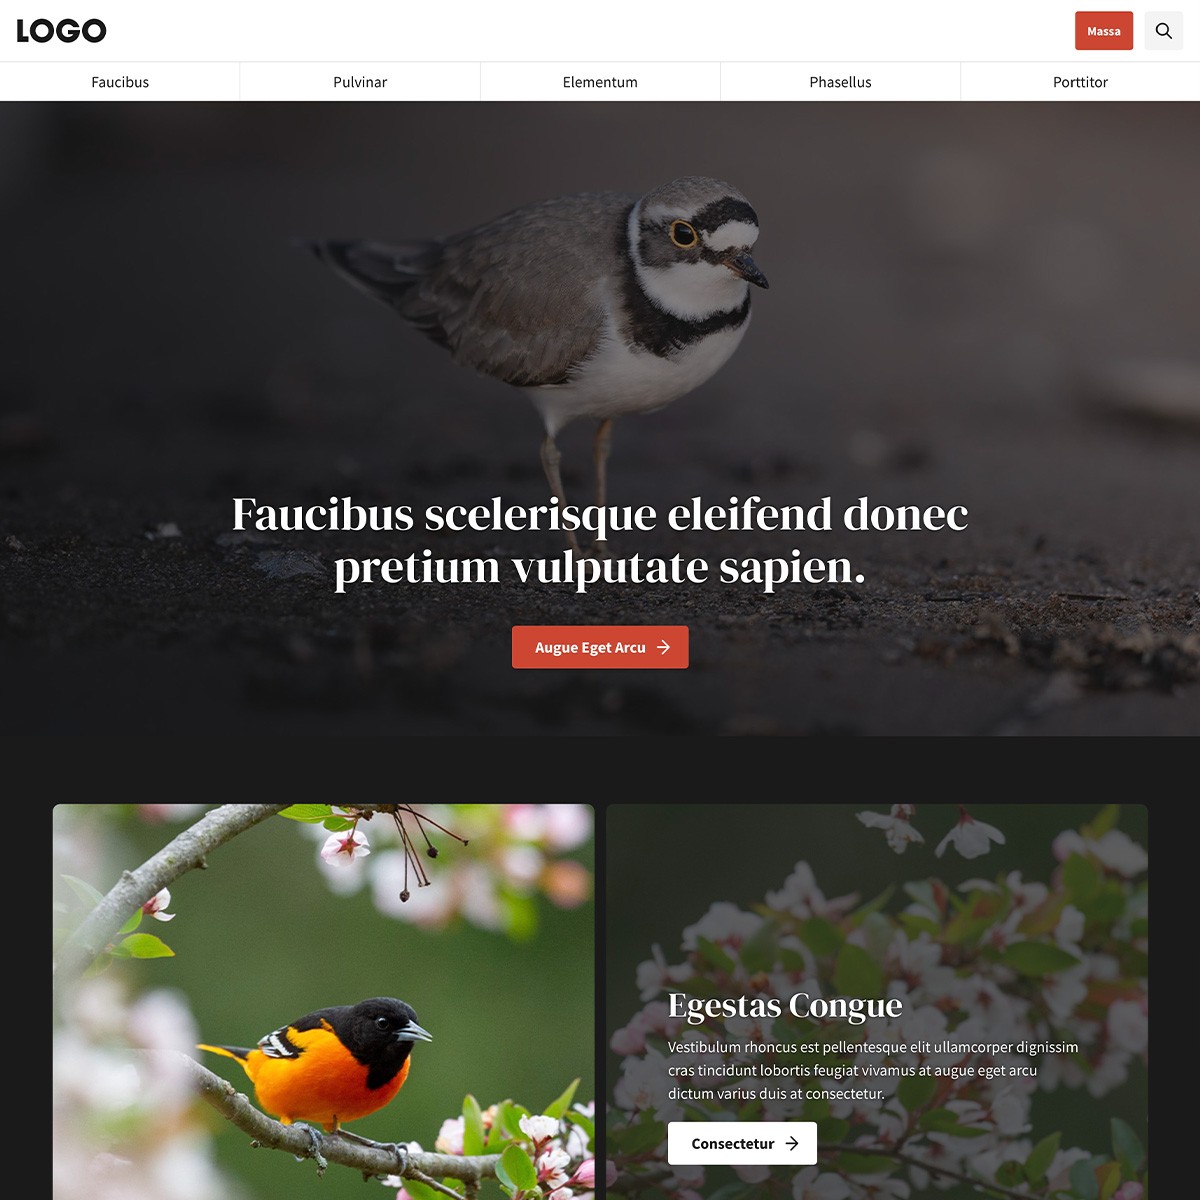 LOGO
Massa
Faucibus
Pulvinar
Elementum
Phasellus
Porttitor
Faucibus scelerisque eleifend donec
pretium vulputate sapien.
Augue Eget Arcu
Egestas Congue
Vestibulum rhoncus est pellentesque elit ullamcorper dignissim
cras tincidunt lobortis feugiat vivamus at augue eget arcu
dictum varius duis at consectetur.
Consectetur